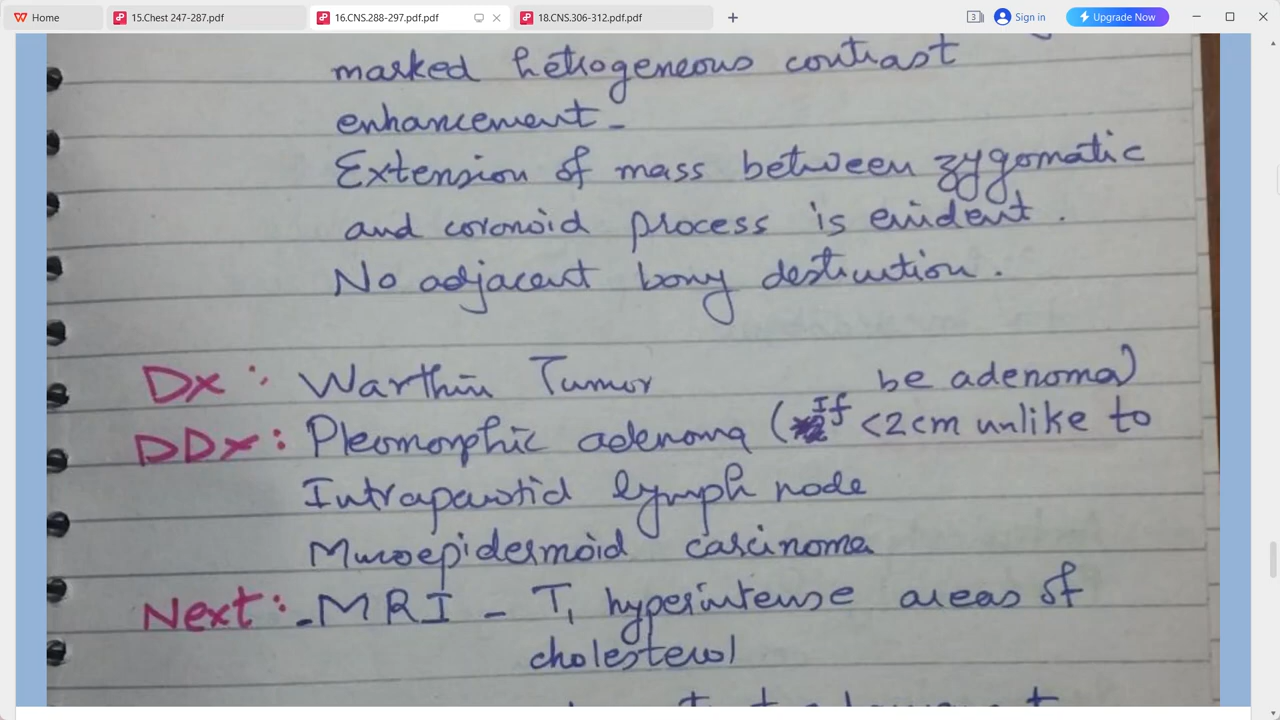 Home
15.Chest 247-287.pdf
16.CNS.288-297.pdf.pdf
18.CNS.306-312.pdf.pdf
3
Sign in
Upgrade Now
marked hetrogeneous contrast
enhancement -
Extension of mass between zygomatic
and coronoid process is evident.
No adjacent bony destruction.
Dx: Warthin Tumor
DDx: Pleomorphic adenoma (If <2cm unlike to
be adenoma)
Intraparotid lymph node
Mucoepidermoid carcinoma
Next: - MRI - T1 hyperintense areas of
cholesterol